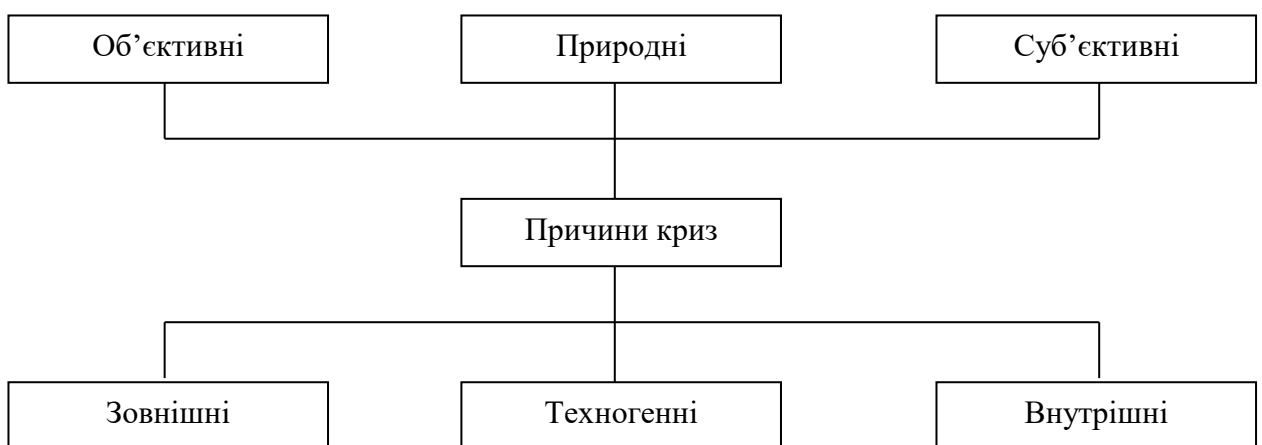 Об’єктивні
Природні
Суб’єктивні
Причини криз
Зовнішні
Техногенні
Внутрішні